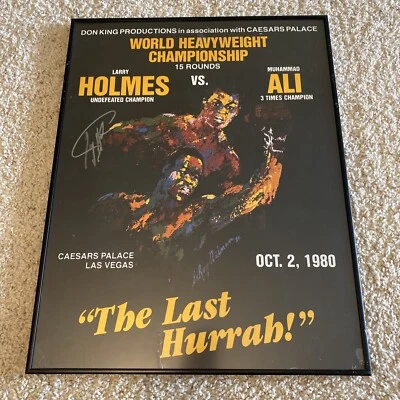 DON KING PRODUCTIONS in association with CAESARS PALACE
WORLD HEAVYWEIGHT
CHAMPIONSHIP
15 ROUNDS
LARRY
HOLMES
UNDEFEATED CHAMPION
VS.
MUHAMMAD
ALI
3 TIMES CHAMPION
CAESARS PALACE
LAS VEGAS
OCT. 2, 1980
“The Last
Hurrah!”